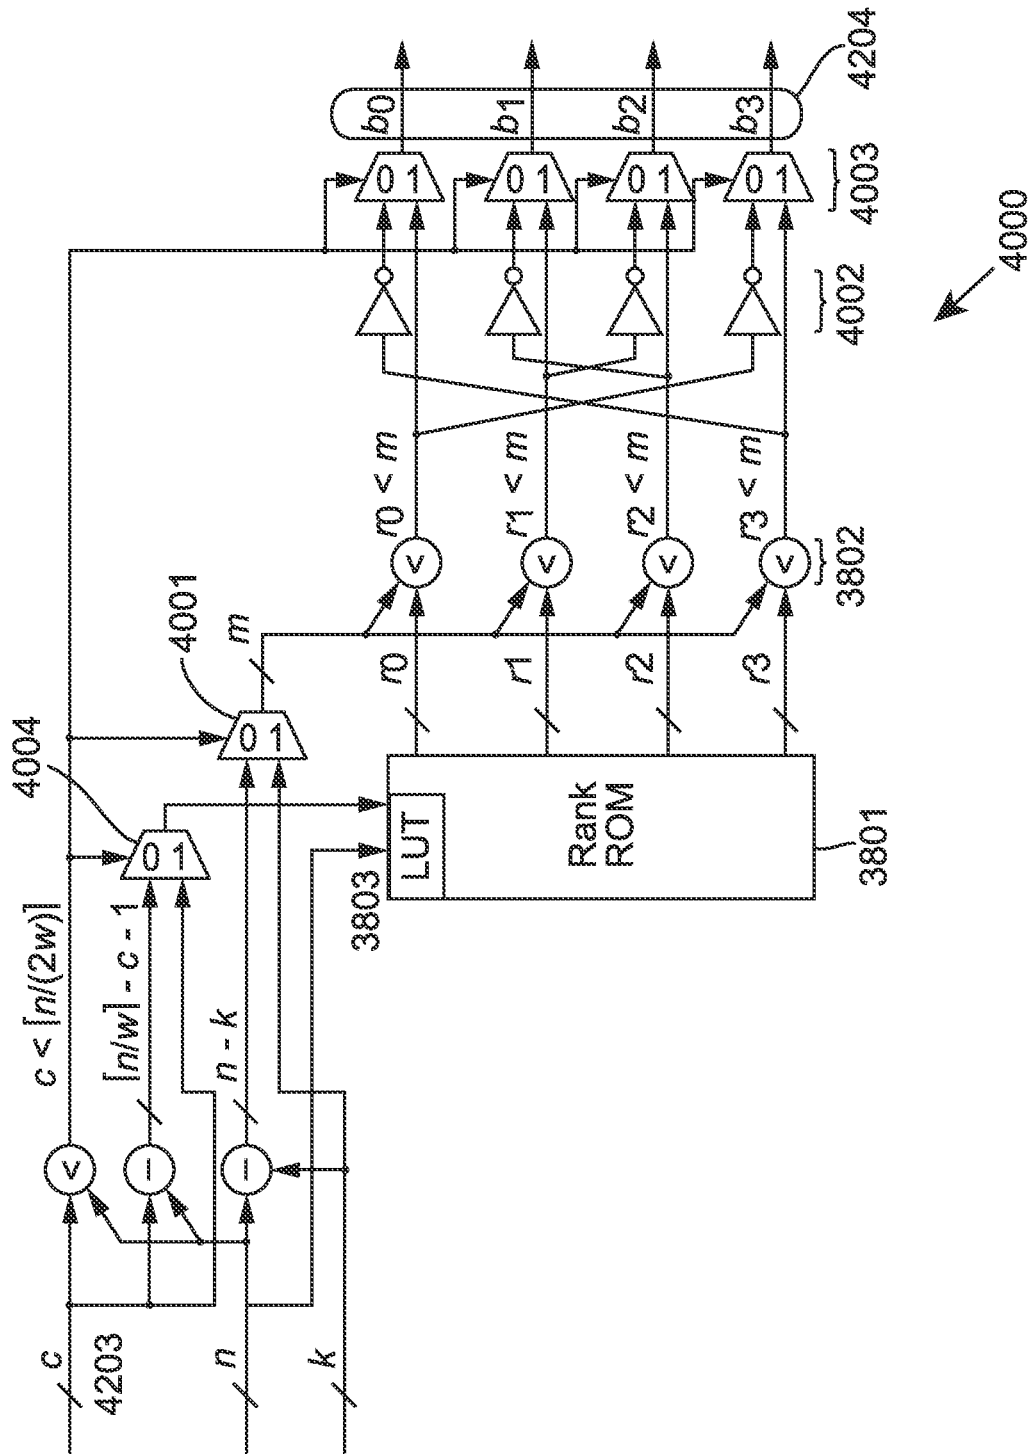 c
4203
n
k
<
−
−
c < ⌈n/(2w)⌉
⌈n/w⌉ - c - 1
n - k
0 1
4004
0 1
4001
m
3803
LUT
Rank
ROM
3801
r0
r1
r2
r3
<
<
<
<
3802
r0 < m
r1 < m
r2 < m
r3 < m
4002
0 1
0 1
0 1
0 1
4003
b0
b1
b2
b3
4204
4000